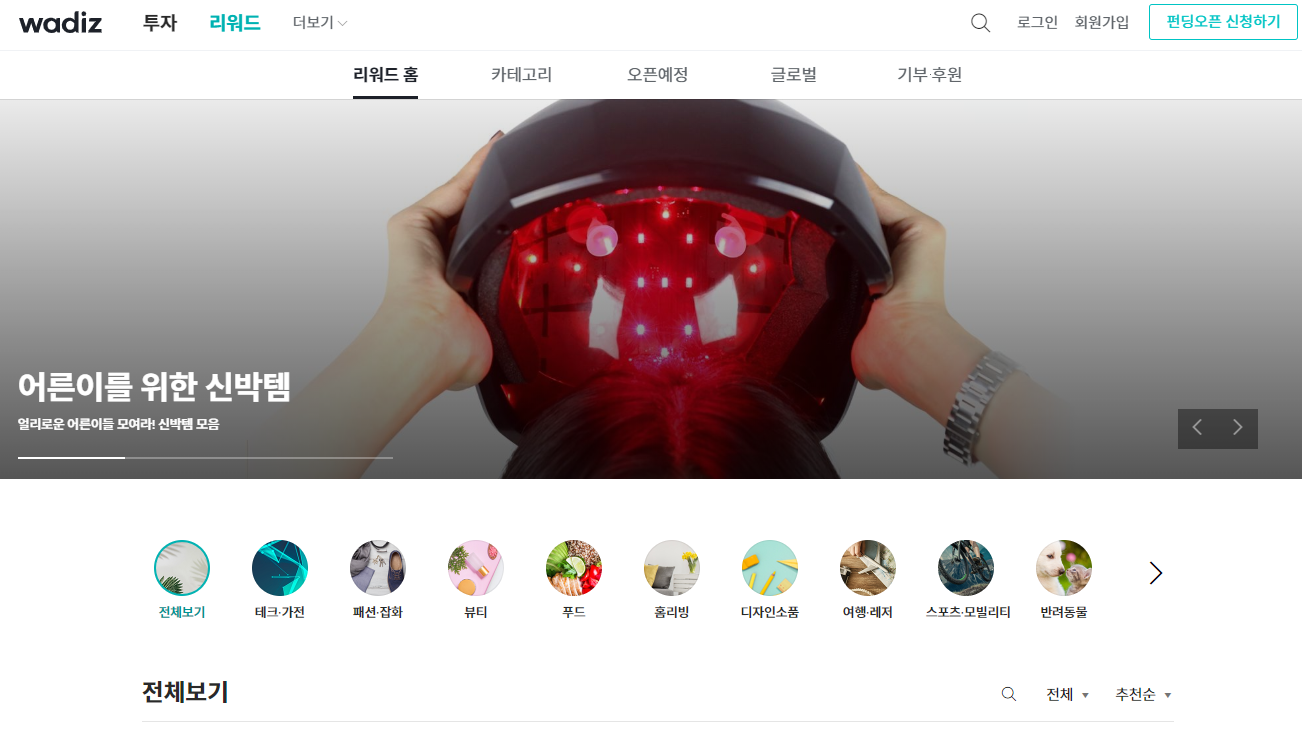 wadiz 투자 리워드 더보기 로그인 회원가입 펀딩오픈 신청하기
리워드 홈 카테고리 오픈예정 글로벌 기부·후원
어른이를 위한 신박템
얼리로운 어른이들 모여라! 신박템 모음
전체보기 테크·가전 패션·잡화 뷰티 푸드 홈리빙 디자인소품 여행·레저 스포츠·모빌리티 반려동물
전체보기 전체 추천순